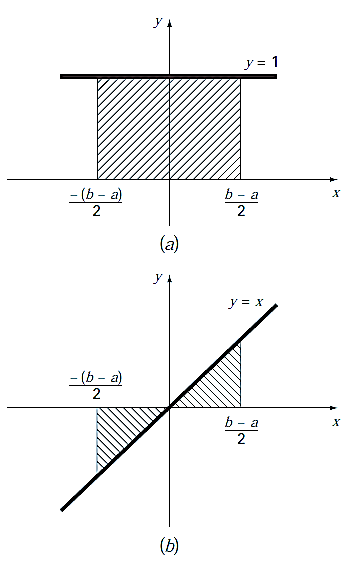 y
y = 1
–(b – a)
2
b – a
2
x
(a)
y
y = x
–(b – a)
2
b – a
2
x
(b)